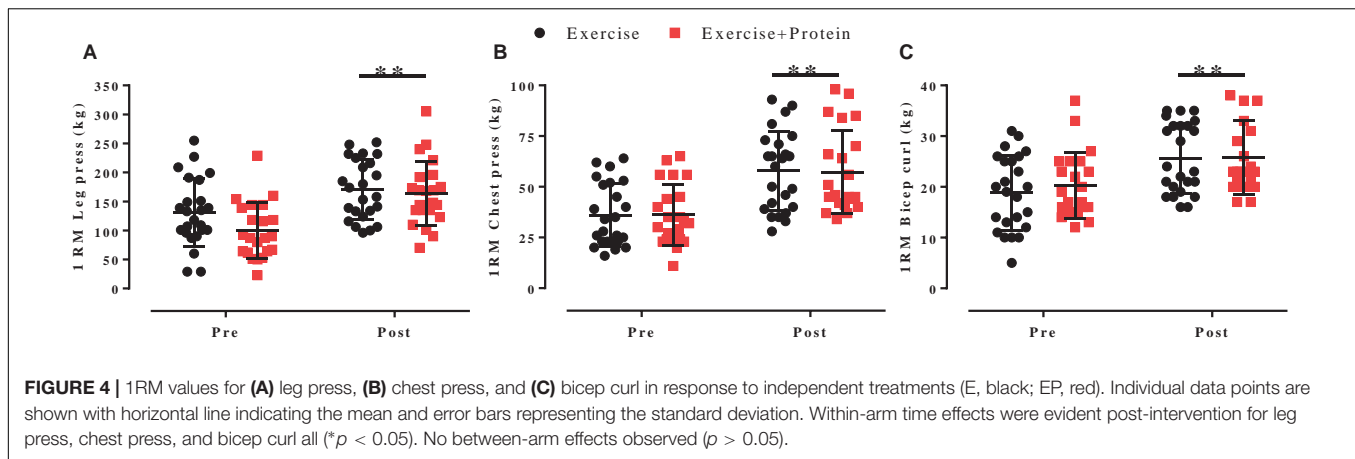 ● Exercise ■ Exercise+Protein
A
B
C
** ** **
1RM Leg press (kg)
350
300
250
200
150
100
50
0
Pre Post
1RM Chest press (kg)
100
75
50
25
0
Pre Post
1RM Bicep curl (kg)
40
30
20
10
0
Pre Post
FIGURE 4 | 1RM values for (A) leg press, (B) chest press, and (C) bicep curl in response to independent treatments (E, black; EP, red). Individual data points are
shown with horizontal line indicating the mean and error bars representing the standard deviation. Within-arm time effects were evident post-intervention for leg
press, chest press, and bicep curl all (*p < 0.05). No between-arm effects observed (p > 0.05).